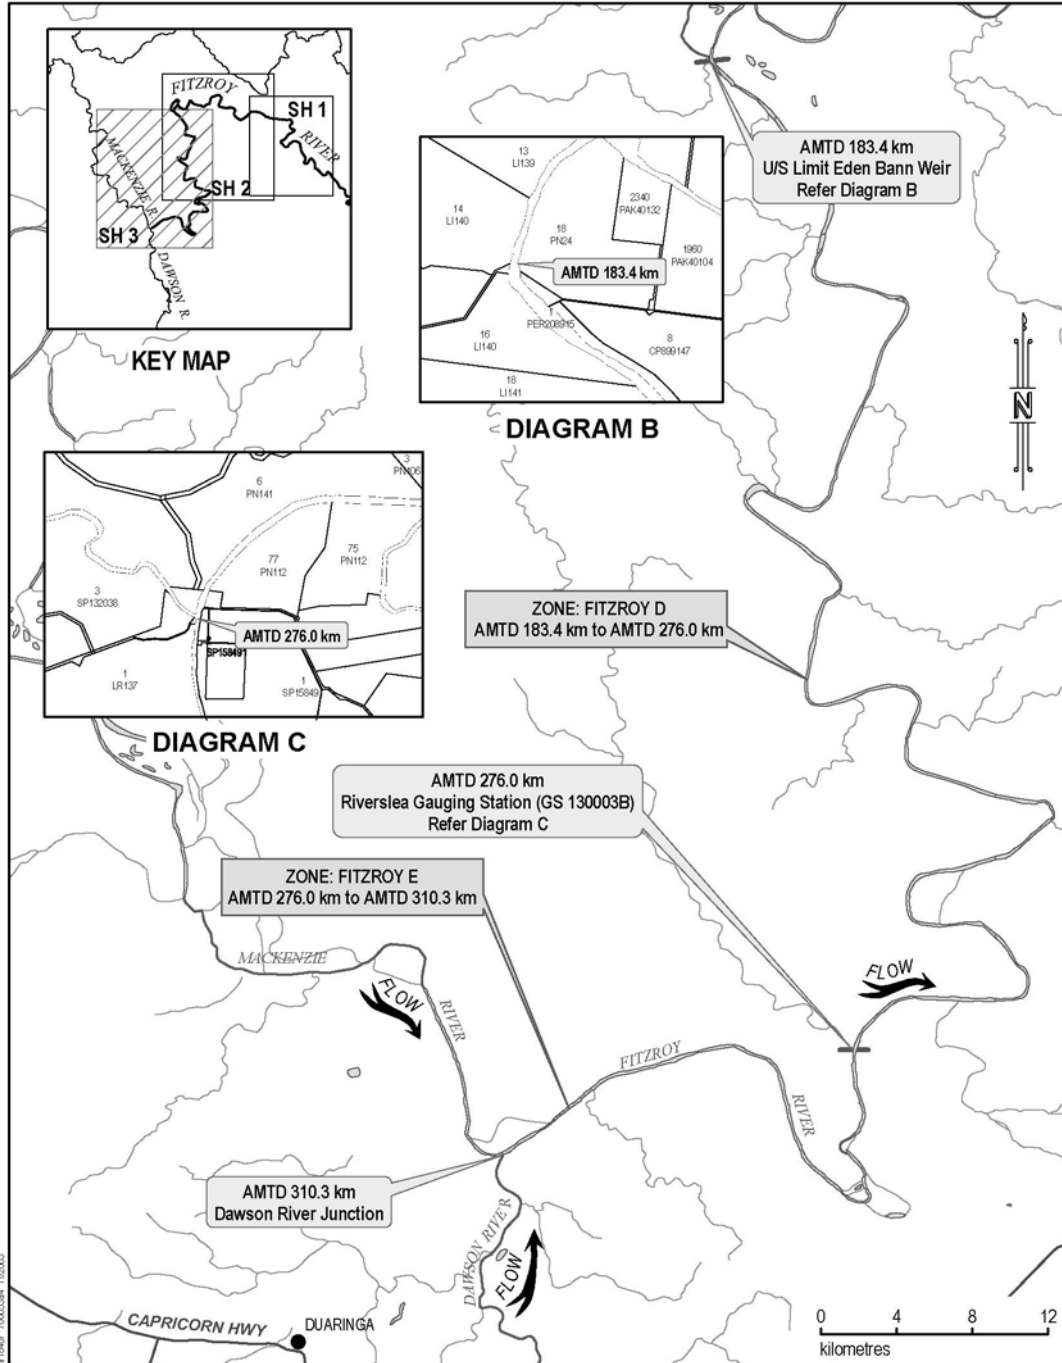 FITZROY
RIVER
SH 1
SH 2
SH 3
MACKENZIE R.
DAWSON R.
KEY MAP
AMTD 183.4 km
U/S Limit Eden Bann Weir
Refer Diagram B
13
LI139
14
LI140
18
PN24
2340
PAK40132
1960
PAK40104
AMTD 183.4 km
1
PER208915
16
LI140
8
CP899147
18
LI141
DIAGRAM B
N
3
PN106
6
PN141
77
PN112
75
PN112
3
SP132038
AMTD 276.0 km
SP158491
1
LR137
1
SP15849
DIAGRAM C
ZONE: FITZROY D
AMTD 183.4 km to AMTD 276.0 km
AMTD 276.0 km
Riverslea Gauging Station (GS 130003B)
Refer Diagram C
ZONE: FITZROY E
AMTD 276.0 km to AMTD 310.3 km
MACKENZIE
RIVER
FLOW
FLOW
FITZROY
RIVER
AMTD 310.3 km
Dawson River Junction
DAWSON RIVER
FLOW
CAPRICORN HWY
DUARINGA
0 4 8 12
kilometres